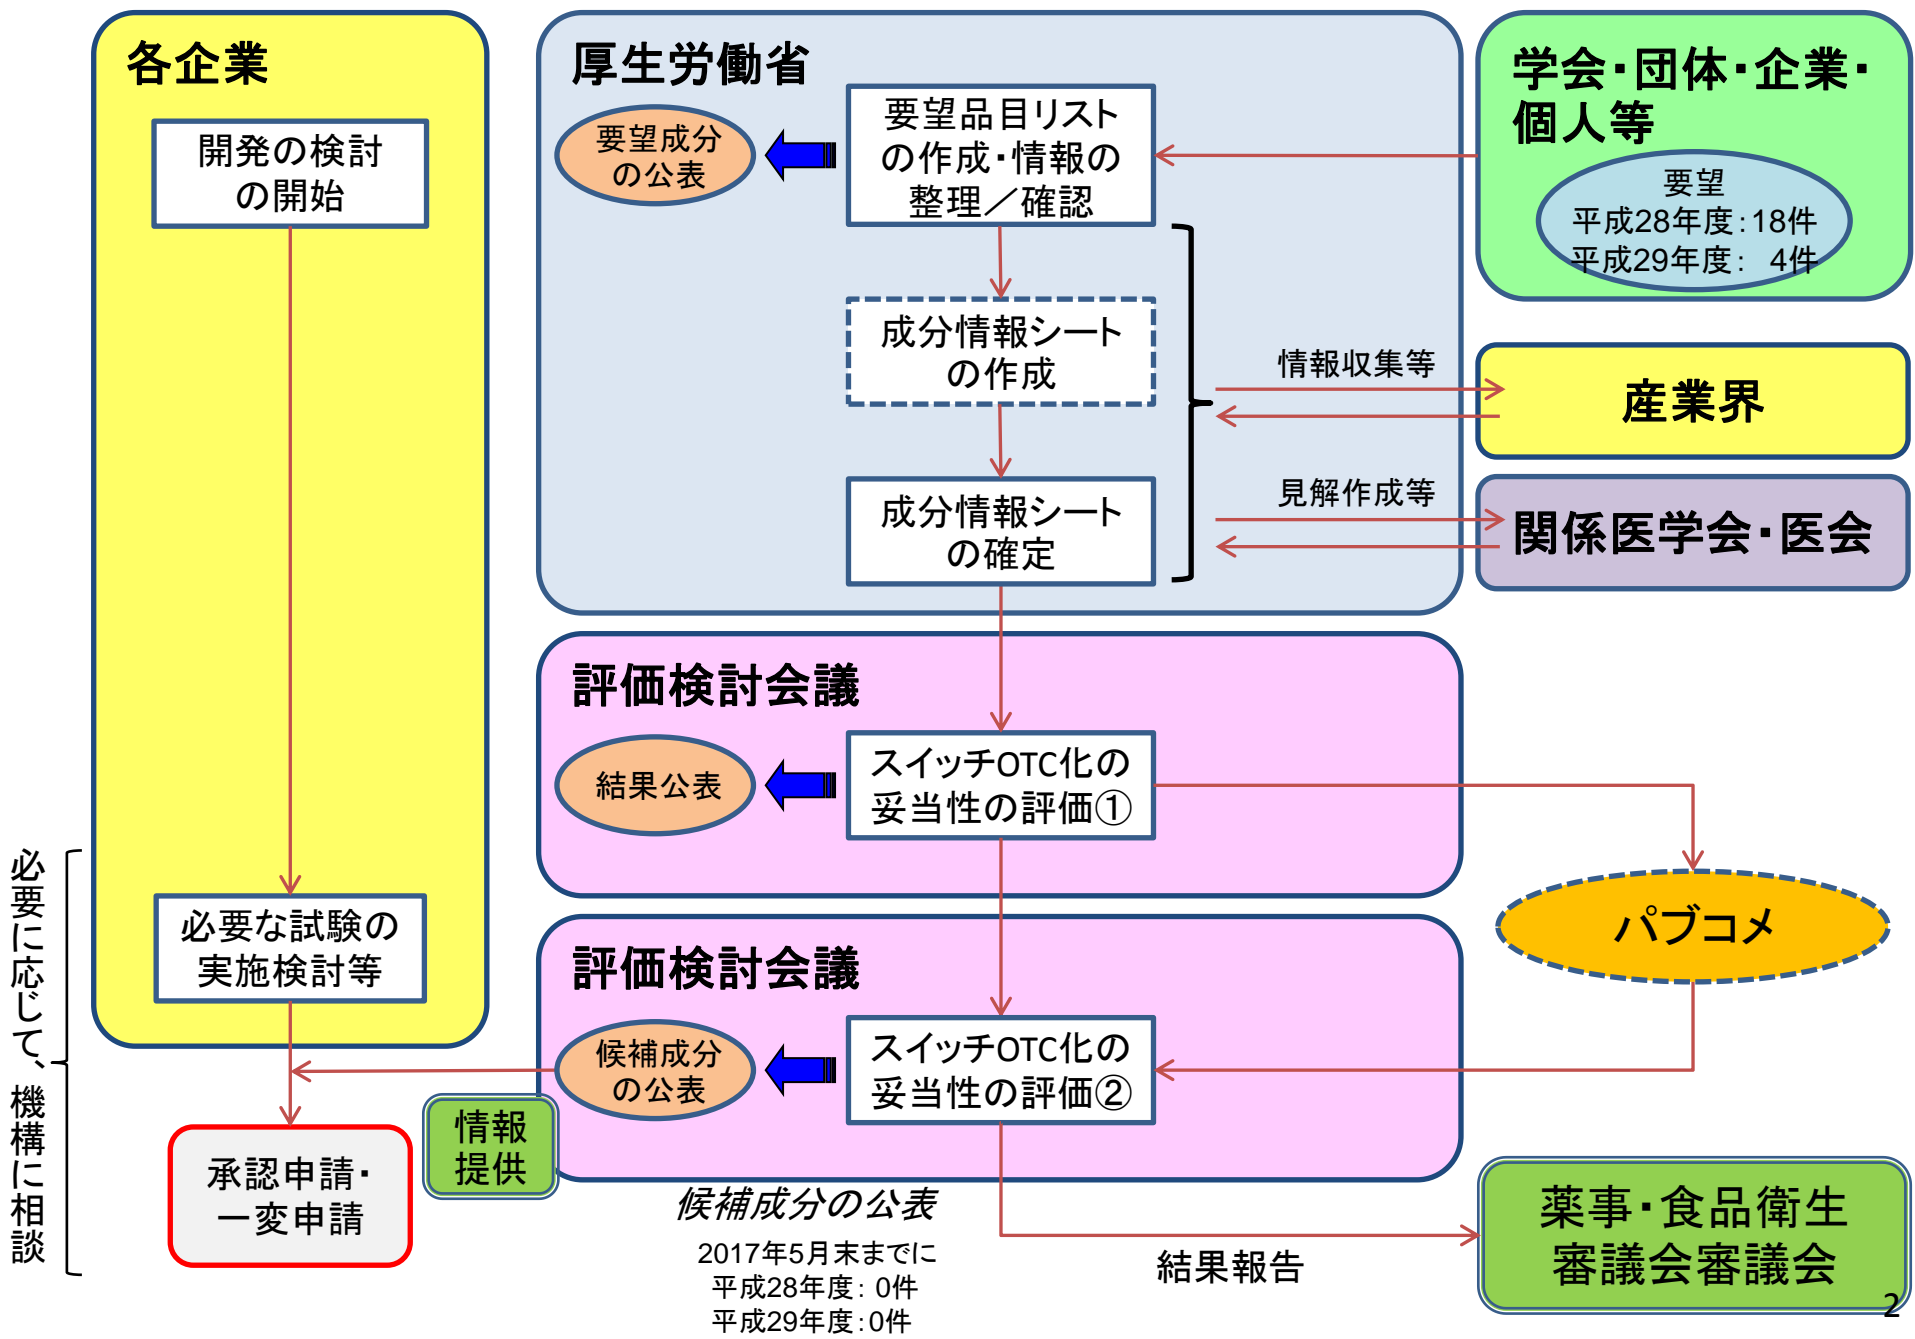 各企業
開発の検討
の開始
必要な試験の
実施検討等
承認申請・
一変申請
必要に応じて、機構に相談
厚生労働省
要望品目リスト
の作成・情報の
整理／確認
要望成分
の公表
成分情報シート
の作成
成分情報シート
の確定
学会・団体・企業・
個人等
要望
平成28年度：18件
平成29年度： 4件
情報収集等
産業界
見解作成等
関係医学会・医会
評価検討会議
結果公表
スイッチOTC化の
妥当性の評価①
パブコメ
評価検討会議
候補成分
の公表
スイッチOTC化の
妥当性の評価②
情報
提供
候補成分の公表
2017年5月末までに
平成28年度： 0件
平成29年度：0件
結果報告
薬事・食品衛生
審議会審議会
2